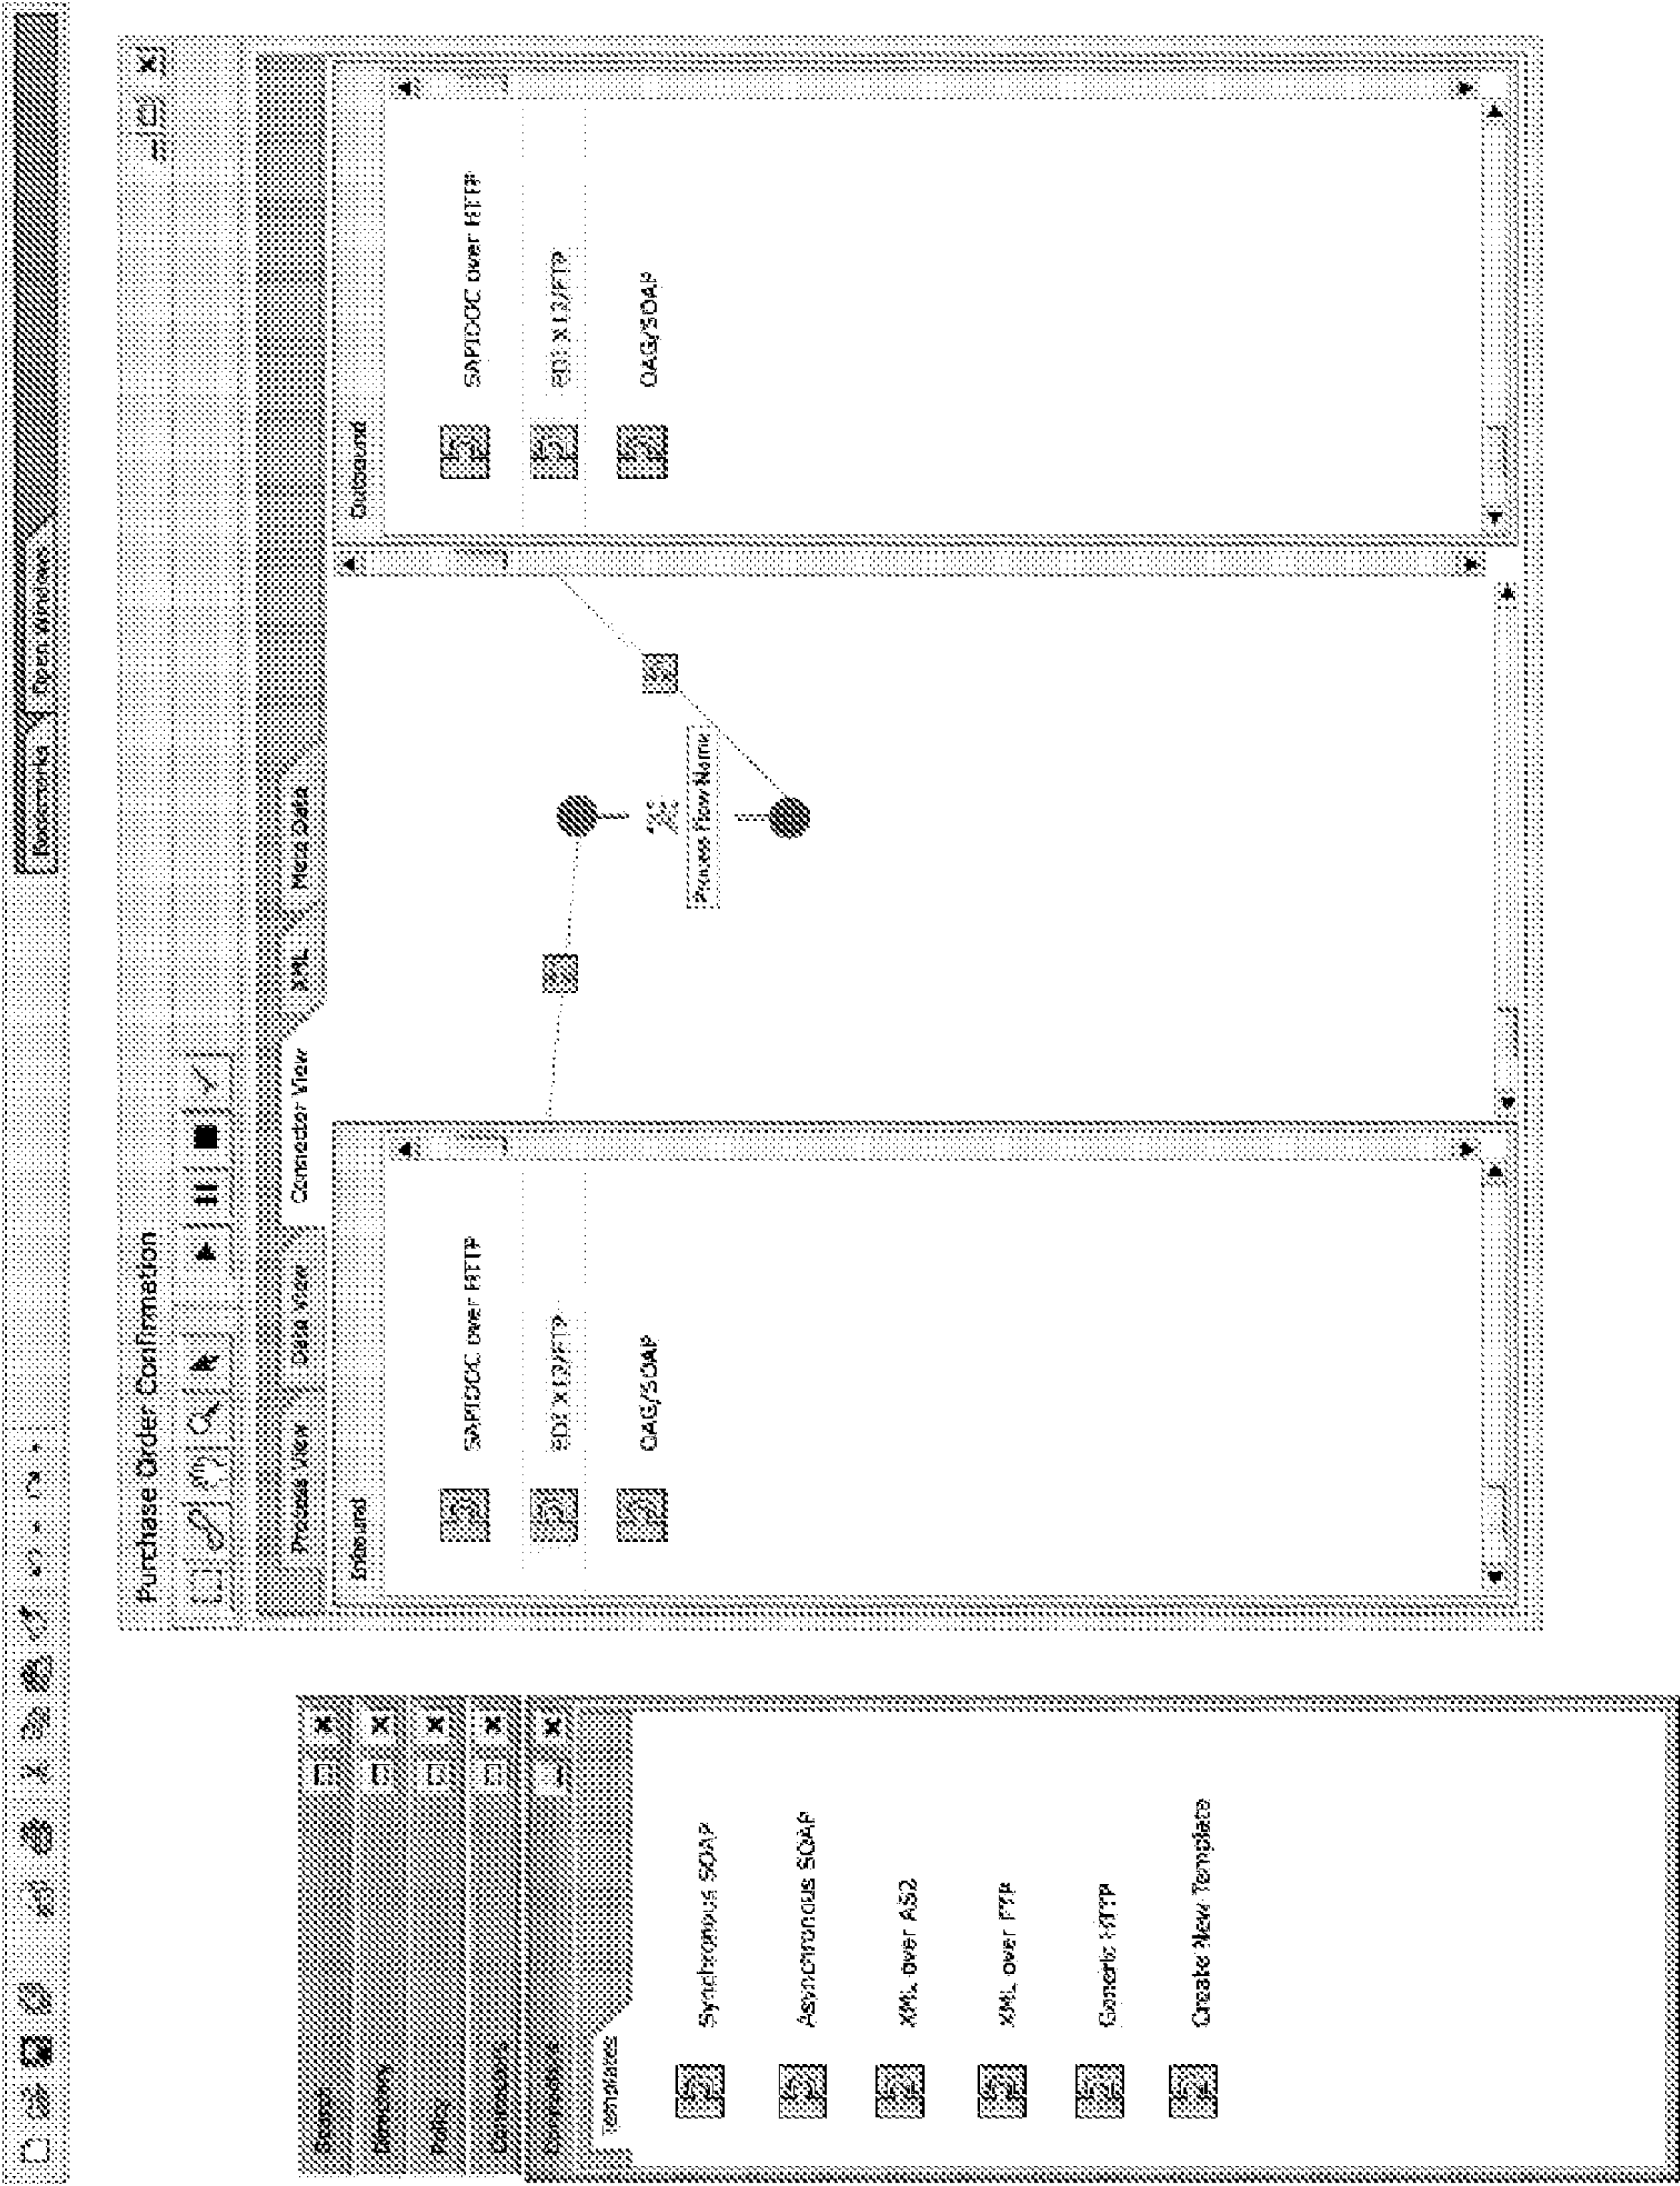 Bookmarks Open Windows
Purchase Order Confirmation
Process View Data View Connector View XML Meta Data
Inbound
SAPIDOC over HTTP
EDI X12/FTP
OAG/SOAP
Process Flow Name
Outbound
SAPIDOC over HTTP
EDI X12/FTP
OAG/SOAP
Search
Directory
Policy
Templates
Synchronous SOAP
Asynchronous SOAP
XML over AS2
XML over FTP
Generic HTTP
Create New Template